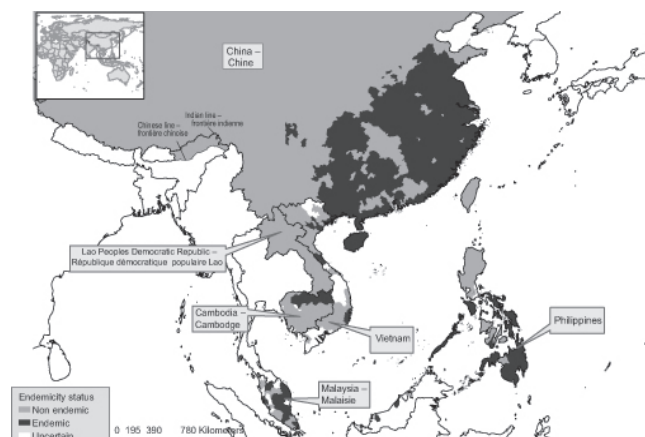 China –
Chine
Indian line –
frontière indienne
Chinese line –
frontière chinoise
Lao Peoples Democratic Republic –
République démocratique populaire Lao
Cambodia –
Cambodge
Vietnam
Philippines
Malaysia –
Malaisie
Endemicity status
Non endemic
Endemic
Uncertain
0 195 390 780 Kilometers